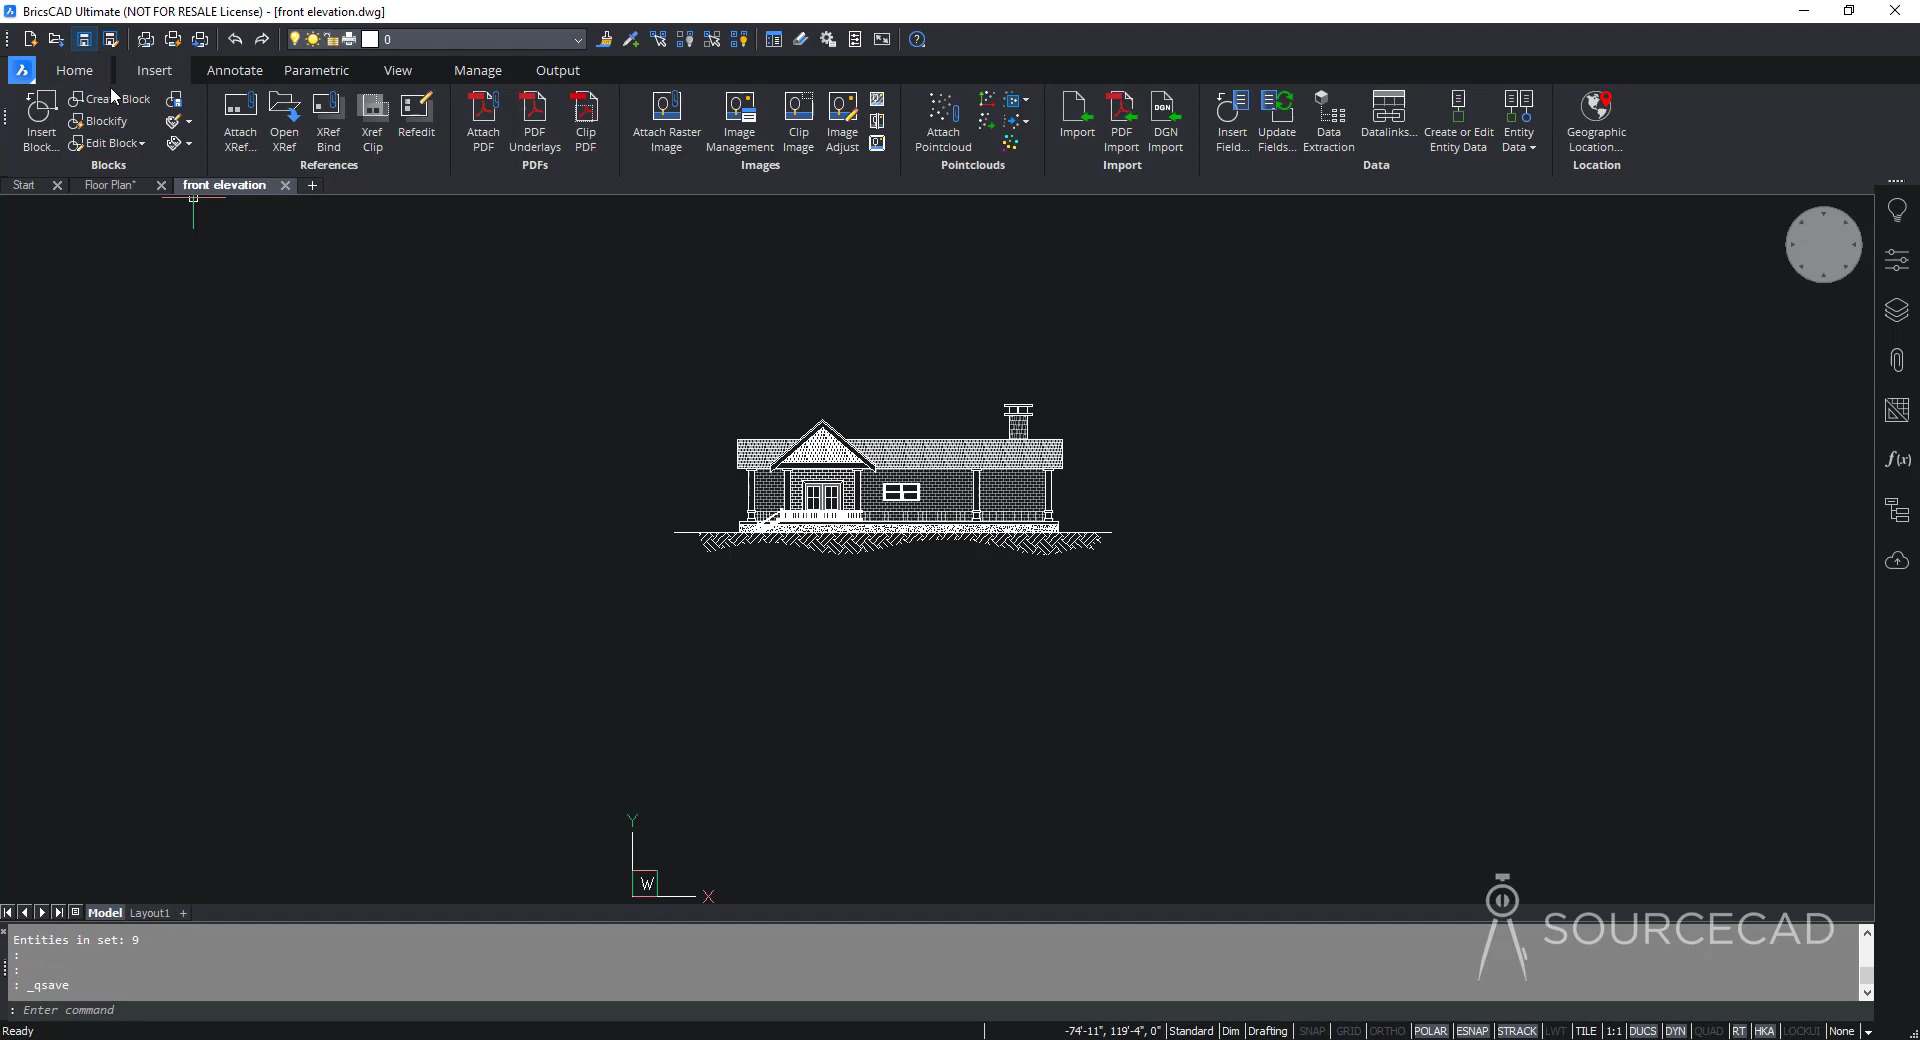 BricsCAD Ultimate (NOT FOR RESALE License) - [front elevation.dwg]
0
Home Insert Annotate Parametric View Manage Output
Insert Block...
Create Block
Blockify
Edit Block
Blocks
Attach XRef...
Open XRef
XRef Bind
Xref Clip
Refedit
References
Attach PDF
PDF Underlays
Clip PDF
PDFs
Attach Raster Image
Image Management
Clip Image
Image Adjust
Images
Attach Pointcloud
Pointclouds
Import
PDF Import
DGN
DGN Import
Import
Insert Field...
Update Fields...
Data Extraction
Datalinks...
Create or Edit Entity Data
Entity Data
Data
Geographic Location...
Location
Start Floor Plan* front elevation
f(x)
Y
W
X
Model Layout1 +
Entities in set: 9
:
:
: _qsave
: Enter command
SOURCECAD
Ready
-74'-11", 119'-4", 0" Standard Dim Drafting SNAP GRID ORTHO POLAR ESNAP STRACK LWT TILE 1:1 DUCS DYN QUAD RT HKA LOCKUI None